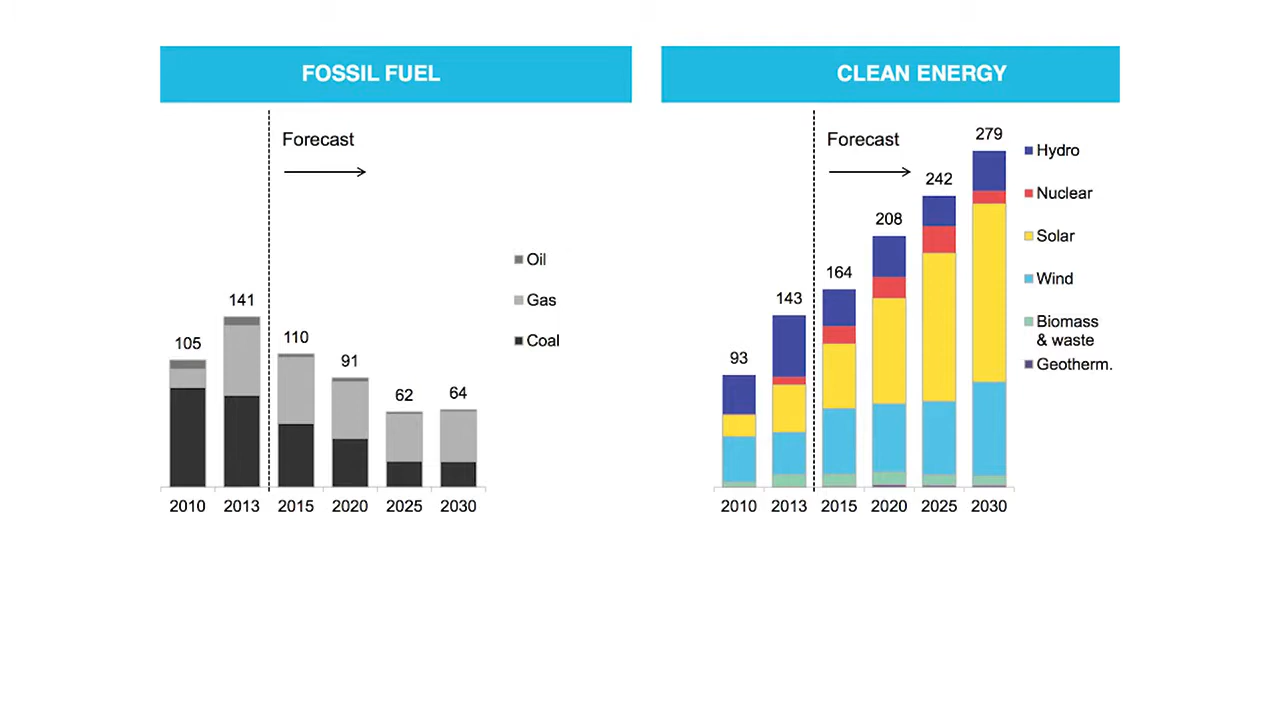 FOSSIL FUEL
Forecast
105
141
110
91
62
64
Oil
Gas
Coal
2010 2013 2015 2020 2025 2030
CLEAN ENERGY
Forecast
93
143
164
208
242
279
Hydro
Nuclear
Solar
Wind
Biomass
& waste
Geotherm.
2010 2013 2015 2020 2025 2030